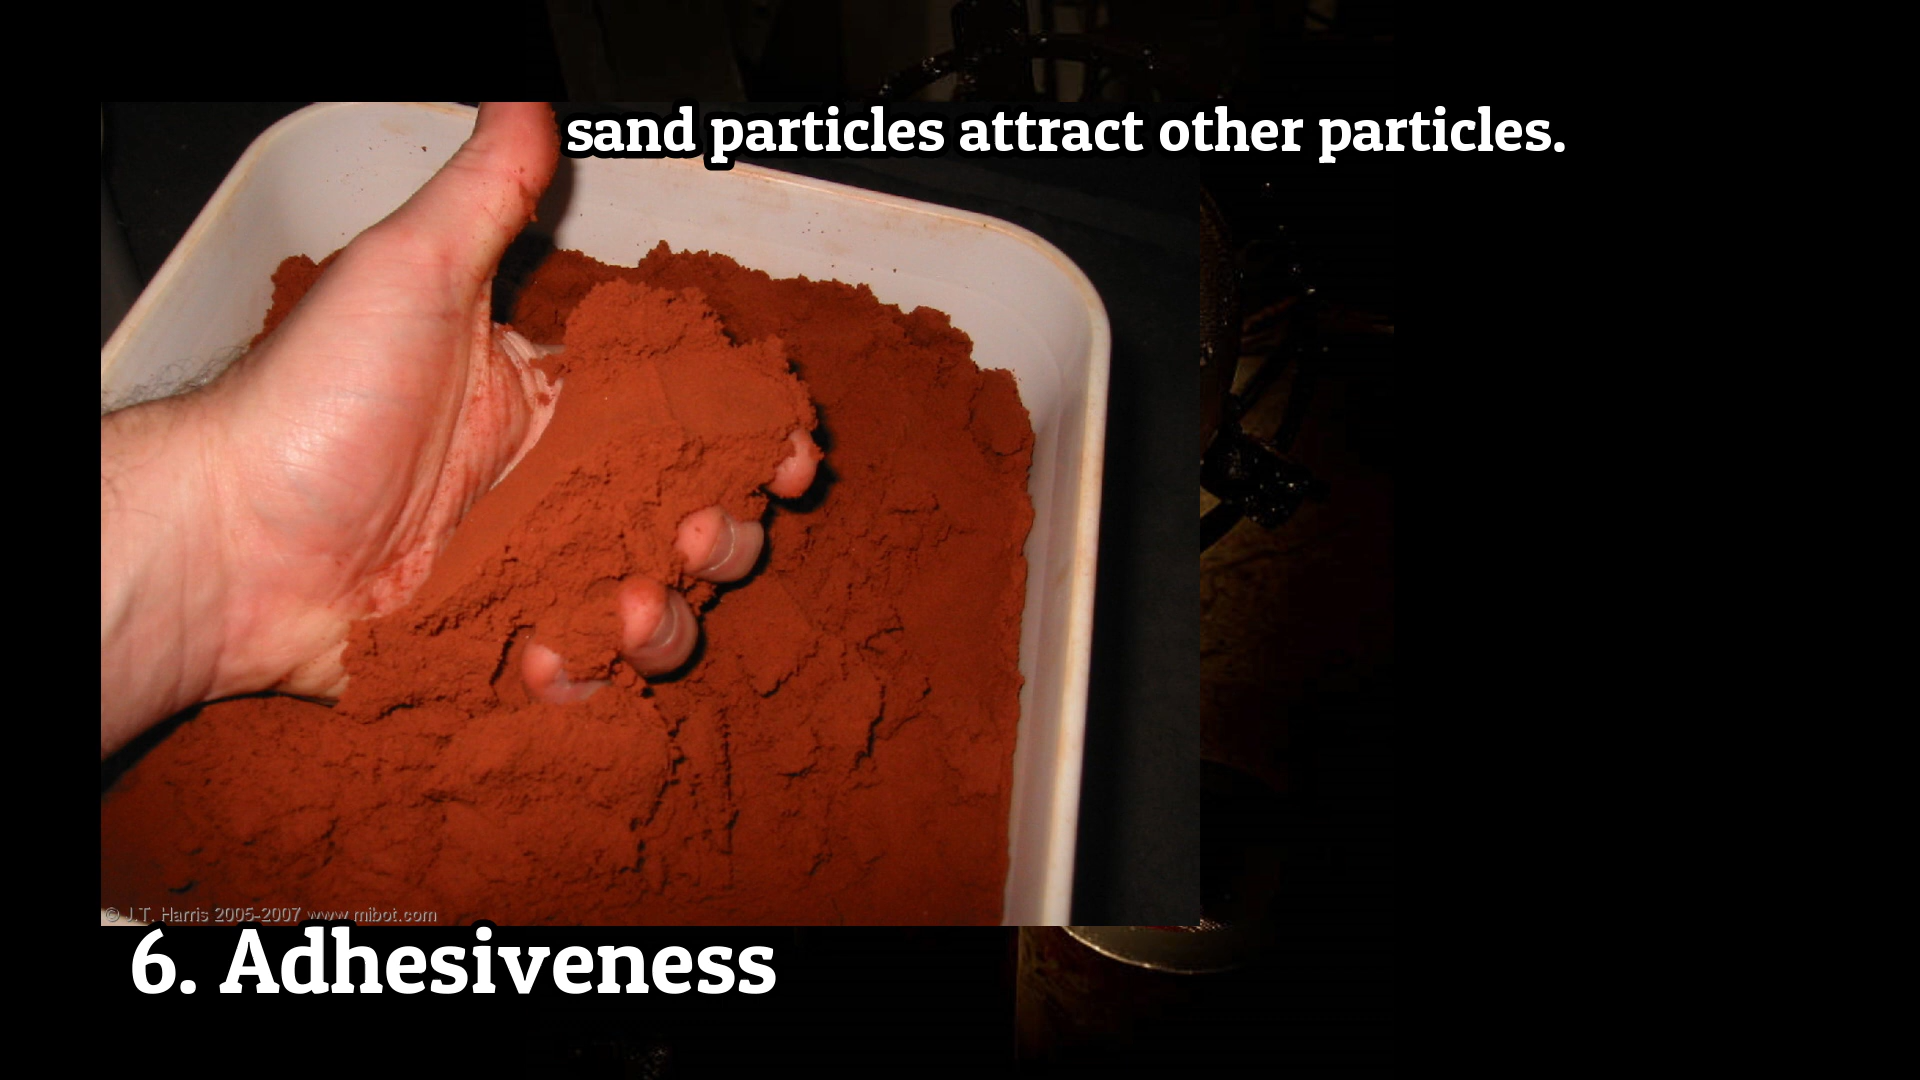 sand particles attract other particles.
© J.T. Harris 2005-2007 www.mibot.com
6. Adhesiveness